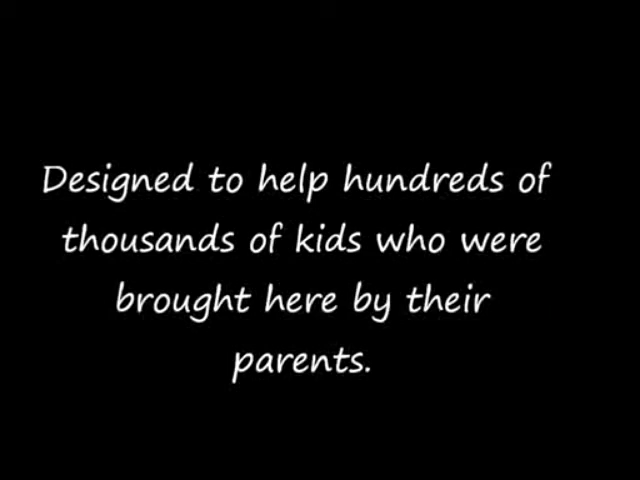 Designed to help hundreds of
thousands of kids who were
brought here by their
parents.